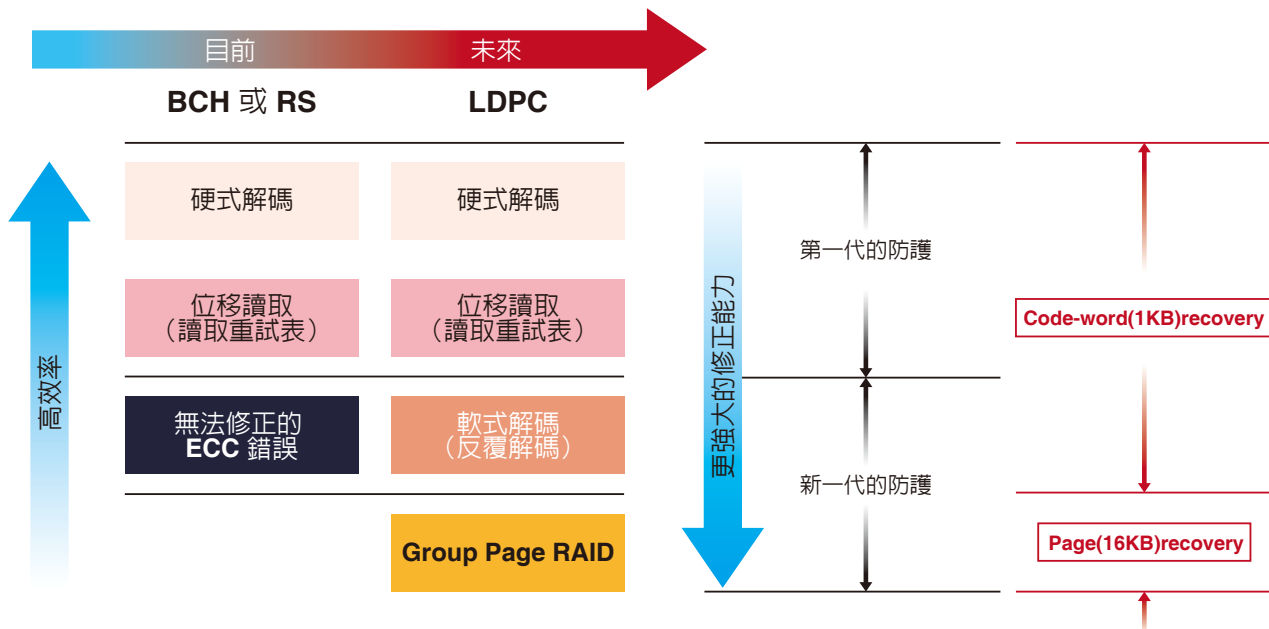 目前
未來
BCH 或 RS
LDPC
硬式解碼
硬式解碼
位移讀取
（讀取重試表）
位移讀取
（讀取重試表）
無法修正的
ECC 錯誤
軟式解碼
（反覆解碼）
Group Page RAID
高效率
更強大的修正能力
第一代的防護
新一代的防護
Code-word(1KB)recovery
Page(16KB)recovery